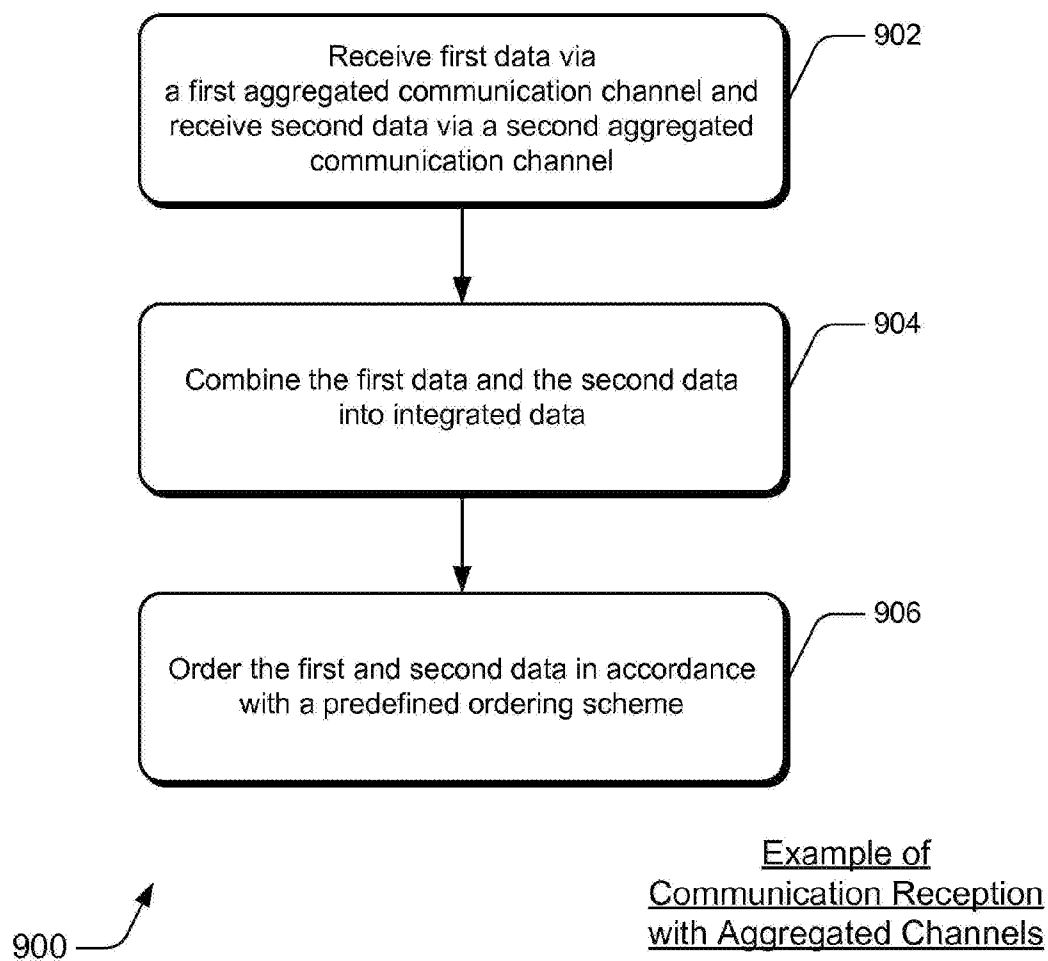 Receive first data via
a first aggregated communication channel and
receive second data via a second aggregated
communication channel
902
Combine the first data and the second data
into integrated data
904
Order the first and second data in accordance
with a predefined ordering scheme
906
Example of
Communication Reception
with Aggregated Channels
900